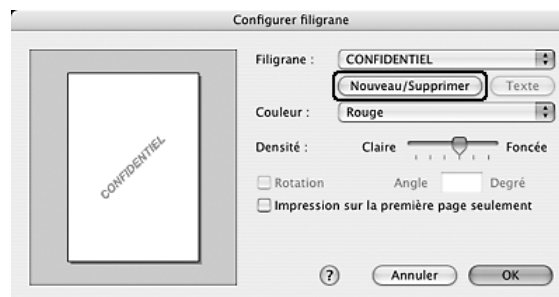 Configurer filigrane
Filigrane : CONFIDENTIEL
Nouveau/Supprimer Texte
Couleur : Rouge
Densité : Claire Foncée
CONFIDENTIEL
Rotation Angle Degré
Impression sur la première page seulement
? Annuler OK